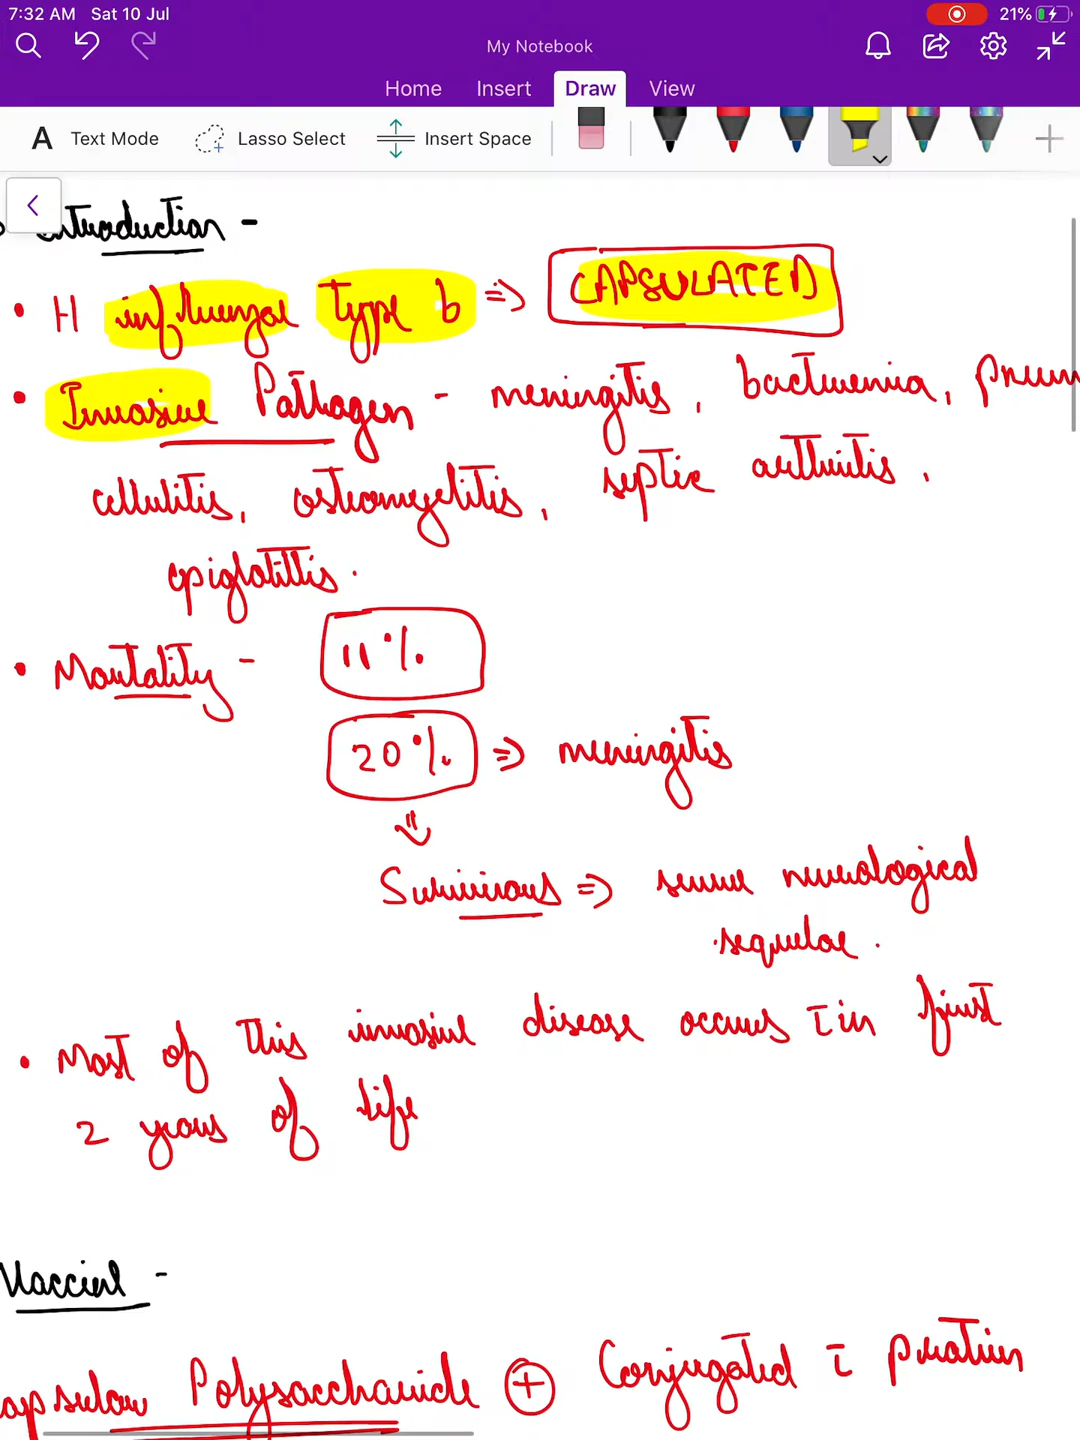 7:32 AM Sat 10 Jul
21%
My Notebook
Home Insert Draw View
A Text Mode Lasso Select Insert Space
Introduction -
• H influenzae type b ⇒ CAPSULATED
• Invasive Pathogen - meningitis, bacteremia, pneum
cellulitis, osteomyelitis, septic arthritis,
epiglottitis.
• Mortality - 11%
20% ⇒ meningitis
Survivors ⇒ severe neurological
sequelae.
• Most of this invasive disease occurs in first
2 years of life
Vaccine -
apsular Polysaccharide + Conjugated c̄ protein